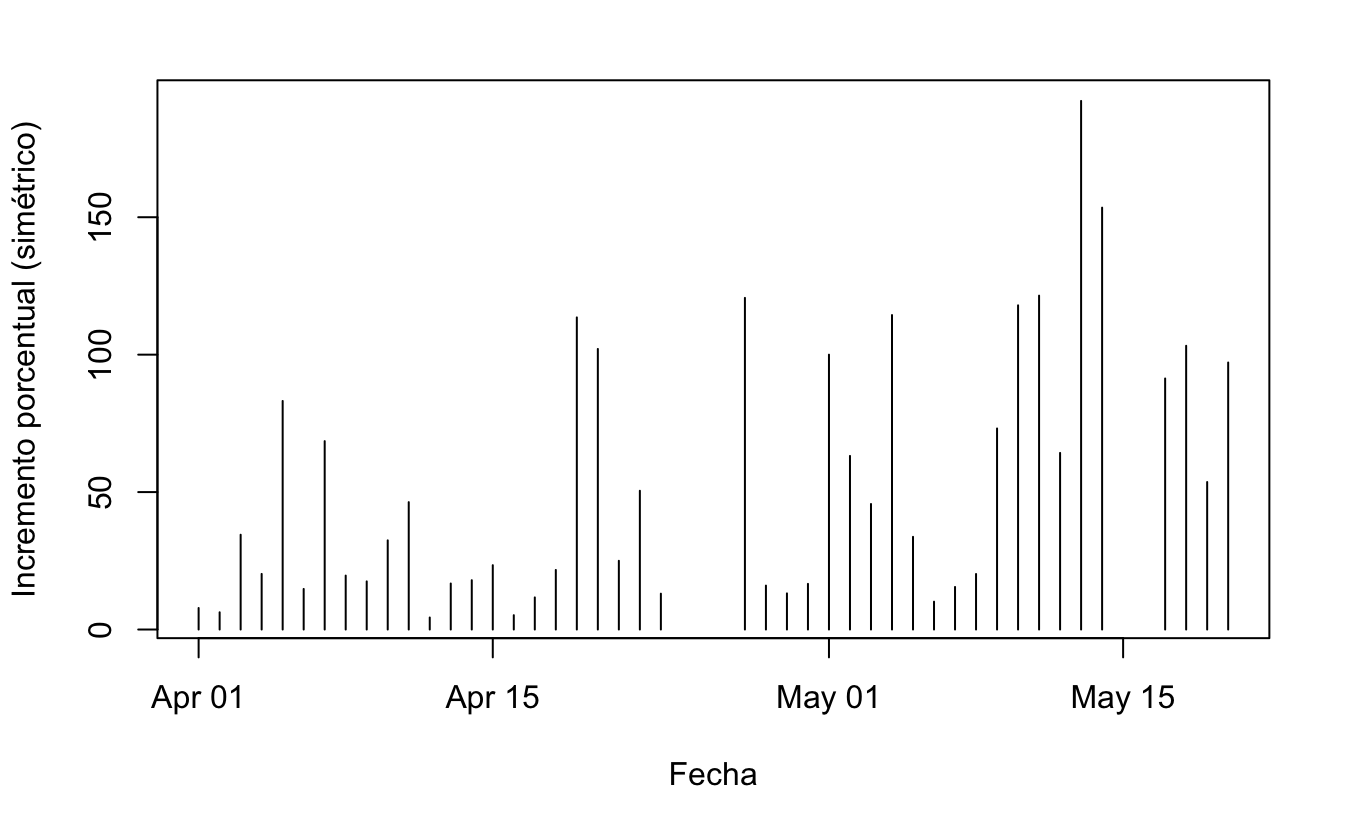 Incremento porcentual (simétrico)
150
100
50
0
Apr 01
Apr 15
May 01
May 15
Fecha